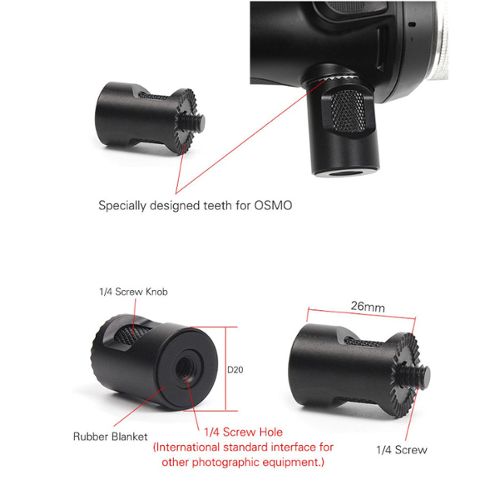 Specially designed teeth for OSMO
1/4 Screw Knob
26mm
D20
Rubber Blanket
1/4 Screw Hole
(International standard interface for
other photographic equipment.)
1/4 Screw